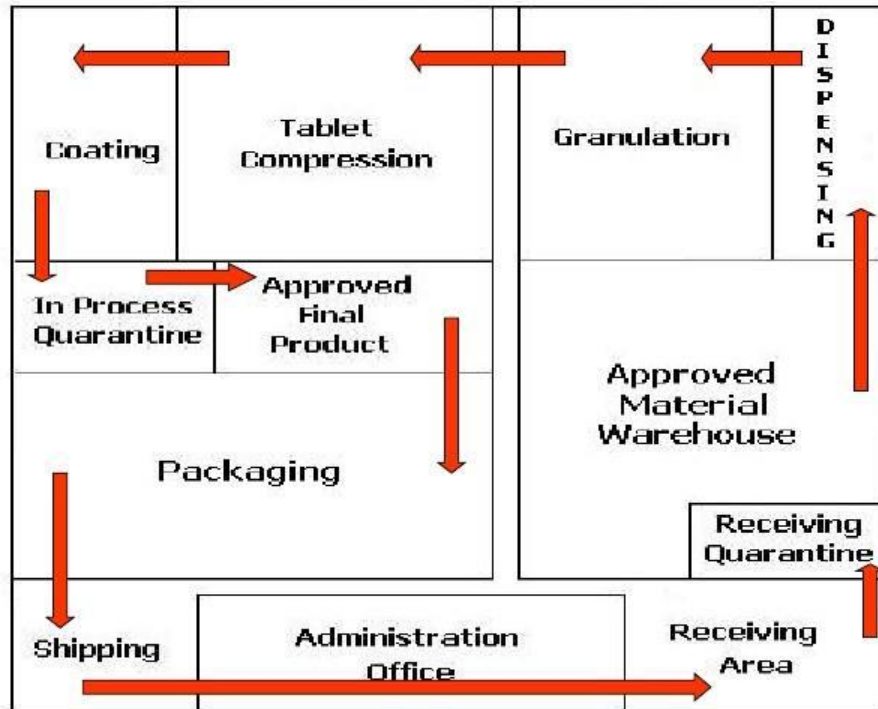 Coating
Tablet
Compression
Granulation
DISPENSING
In Process
Quarantine
Approved
Final
Product
Approved
Material
Warehouse
Packaging
Receiving
Quarantine
Shipping
Administration
Office
Receiving
Area